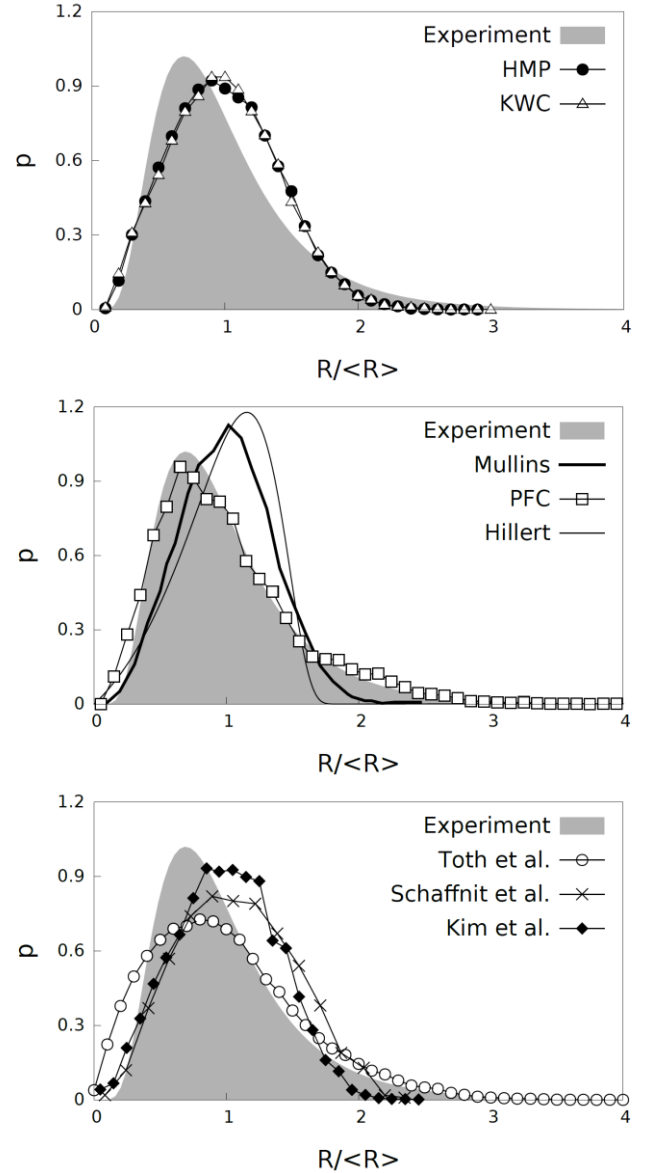 1.2
0.9
0.6
0.3
0
p
Experiment
HMP
KWC
0 1 2 3 4
R/<R>
1.2
0.9
0.6
0.3
0
p
Experiment
Mullins
PFC
Hillert
0 1 2 3 4
R/<R>
1.2
0.9
0.6
0.3
0
p
Experiment
Toth et al.
Schaffnit et al.
Kim et al.
0 1 2 3 4
R/<R>